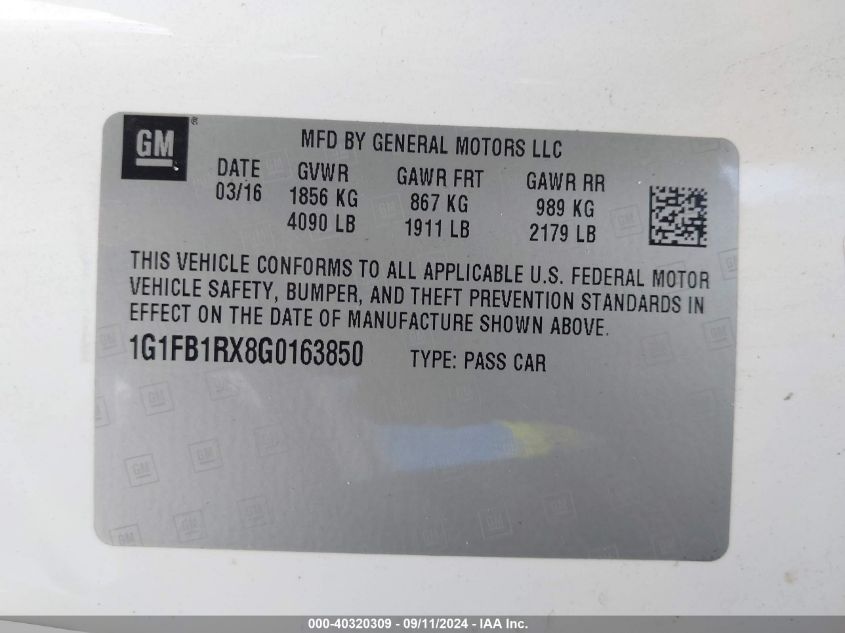 GM®
MFD BY GENERAL MOTORS LLC
DATE GVWR GAWR FRT GAWR RR
03/16 1856 KG 867 KG 989 KG
4090 LB 1911 LB 2179 LB
THIS VEHICLE CONFORMS TO ALL APPLICABLE U.S. FEDERAL MOTOR
VEHICLE SAFETY, BUMPER, AND THEFT PREVENTION STANDARDS IN
EFFECT ON THE DATE OF MANUFACTURE SHOWN ABOVE.
1G1FB1RX8G0163850 TYPE: PASS CAR
000-40320309 - 09/11/2024 - IAA Inc.